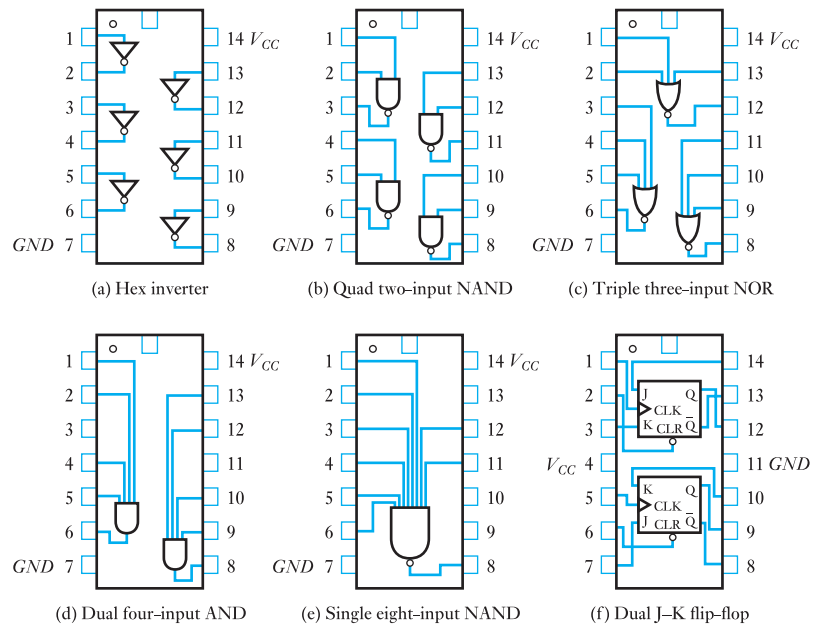 1 14 V_CC
2 13
3 12
4 11
5 10
6 9
GND 7 8
(a) Hex inverter
1 14 V_CC
2 13
3 12
4 11
5 10
6 9
GND 7 8
(b) Quad two–input NAND
1 14 V_CC
2 13
3 12
4 11
5 10
6 9
GND 7 8
(c) Triple three–input NOR
1 14 V_CC
2 13
3 12
4 11
5 10
6 9
GND 7 8
(d) Dual four–input AND
1 14 V_CC
2 13
3 12
4 11
5 10
6 9
GND 7 8
(e) Single eight–input NAND
1 14
2 J Q 13
CLK
3 K CLR Q̅ 12
V_CC 4 11 GND
5 K Q 10
CLK
6 J CLR Q̅ 9
7 8
(f) Dual J–K flip–flop